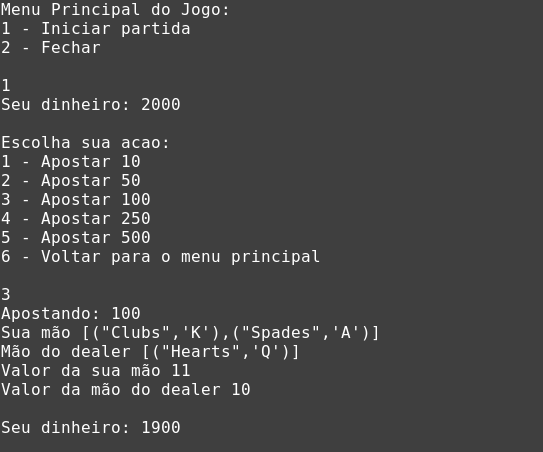 Menu Principal do Jogo:
1 - Iniciar partida
2 - Fechar
1
Seu dinheiro: 2000
Escolha sua acao:
1 - Apostar 10
2 - Apostar 50
3 - Apostar 100
4 - Apostar 250
5 - Apostar 500
6 - Voltar para o menu principal
3
Apostando: 100
Sua mão [("Clubs",'K'),("Spades",'A')]
Mão do dealer [("Hearts",'Q')]
Valor da sua mão 11
Valor da mão do dealer 10
Seu dinheiro: 1900